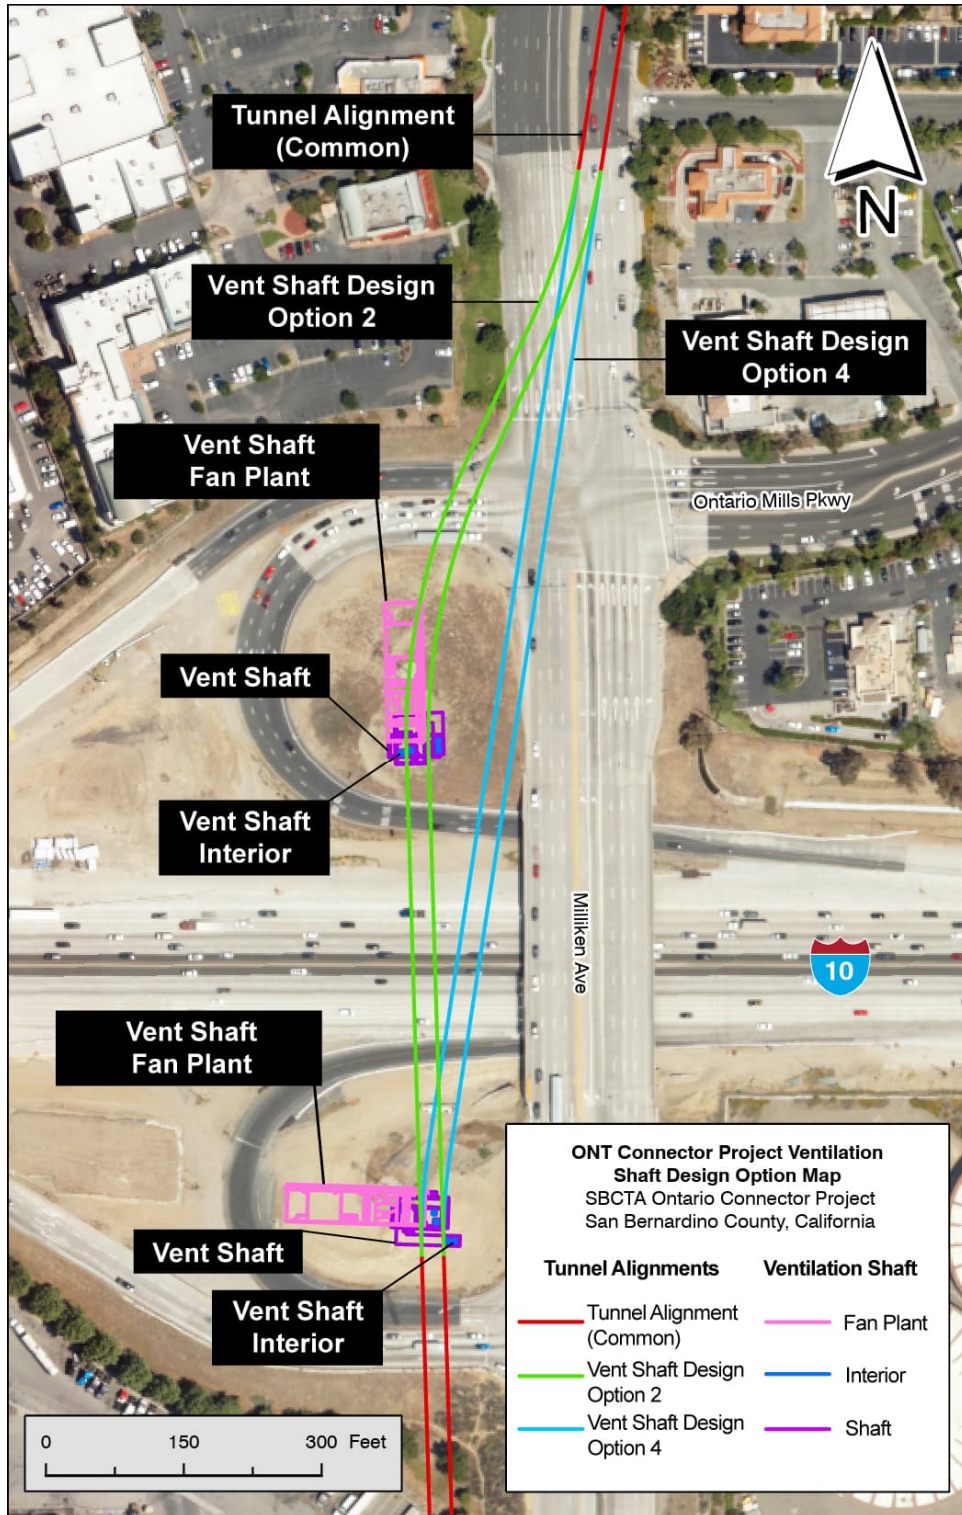 Tunnel Alignment
(Common)
N
Vent Shaft Design
Option 2
Vent Shaft Design
Option 4
Vent Shaft
Fan Plant
Ontario Mills Pkwy
Vent Shaft
Vent Shaft
Interior
Milliken Ave
10
Vent Shaft
Fan Plant
Vent Shaft
Vent Shaft
Interior
ONT Connector Project Ventilation
Shaft Design Option Map
SBCTA Ontario Connector Project
San Bernardino County, California
Tunnel Alignments
Tunnel Alignment
(Common)
Vent Shaft Design
Option 2
Vent Shaft Design
Option 4
Ventilation Shaft
Fan Plant
Interior
Shaft
0 150 300 Feet